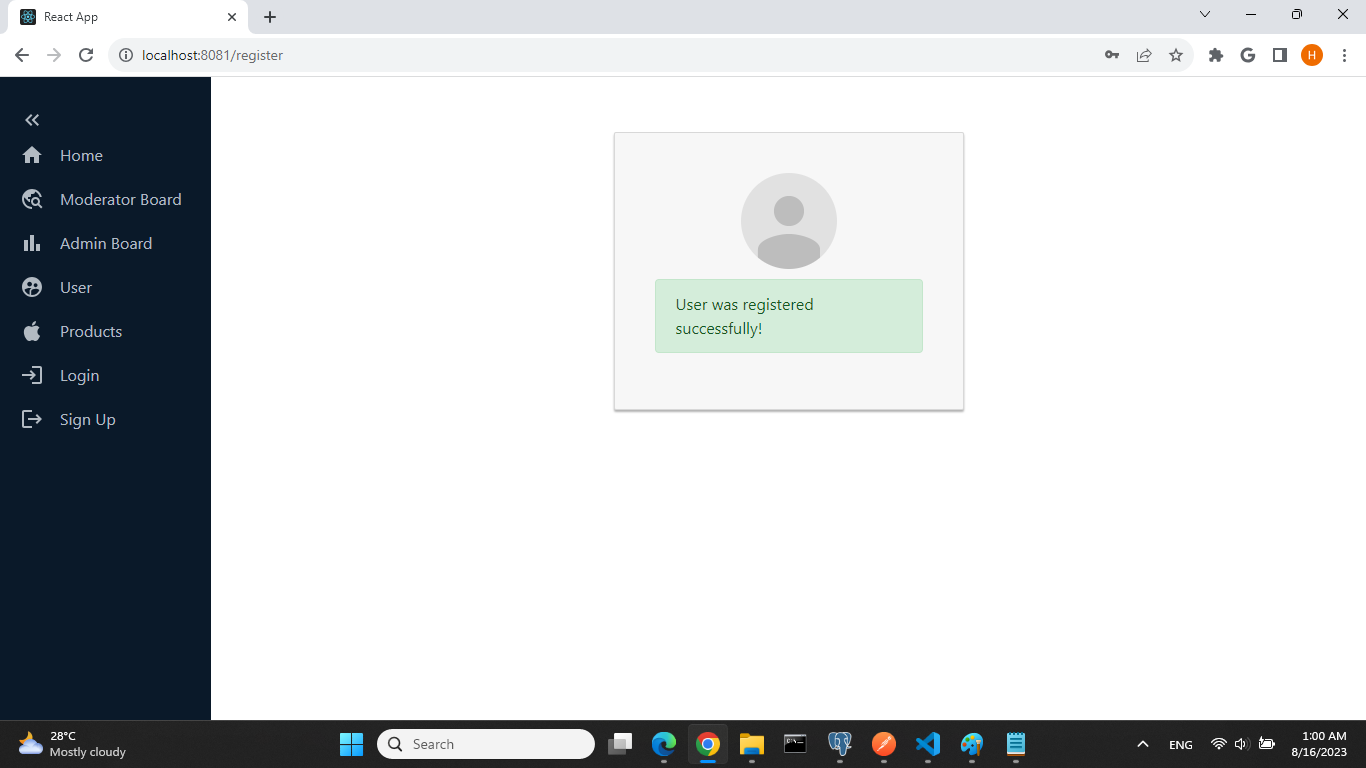 React App
localhost:8081/register
H
Home
Moderator Board
Admin Board
User
Products
Login
Sign Up
User was registered
successfully!
28°C
Mostly cloudy
Search
ENG
1:00 AM
8/16/2023